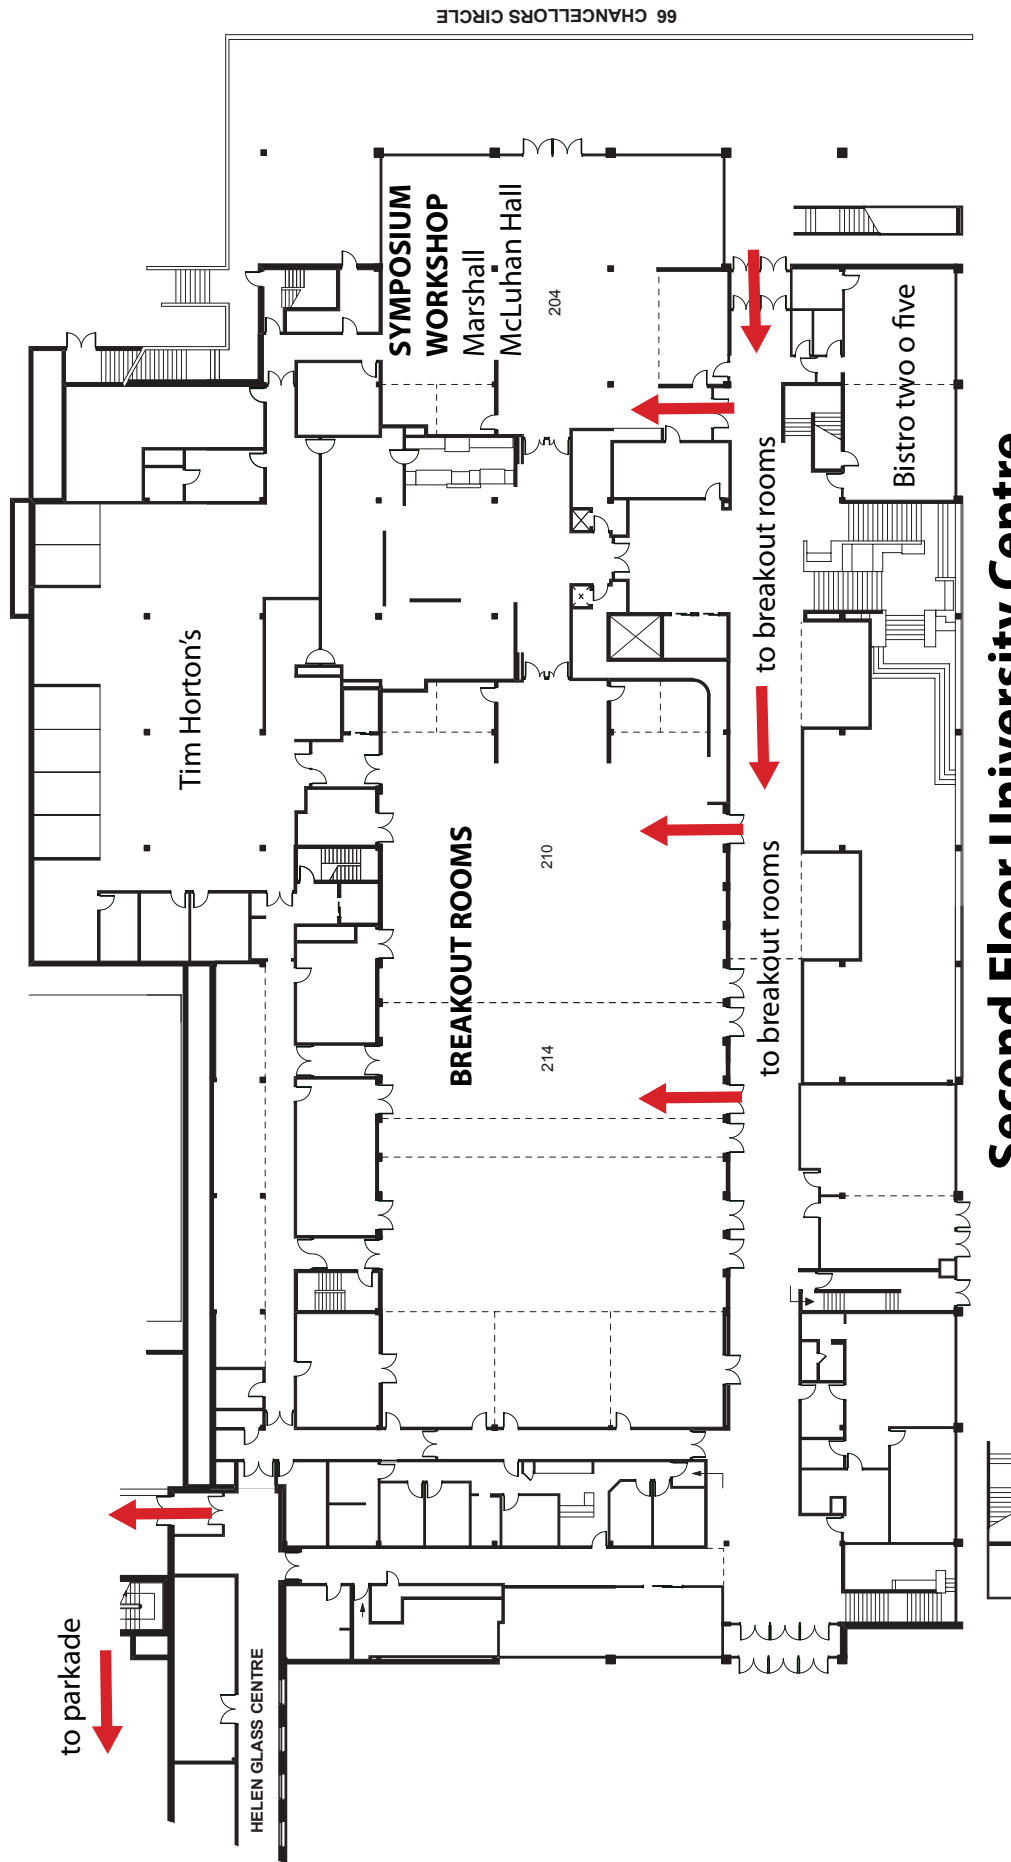 66 CHANCELLORS CIRCLE
SYMPOSIUM
WORKSHOP
Marshall
McLuhan Hall
204
Bistro two o five
to breakout rooms
Tim Horton's
BREAKOUT ROOMS
210
214
to breakout rooms
to parkade
HELEN GLASS CENTRE
Second Floor University Centre